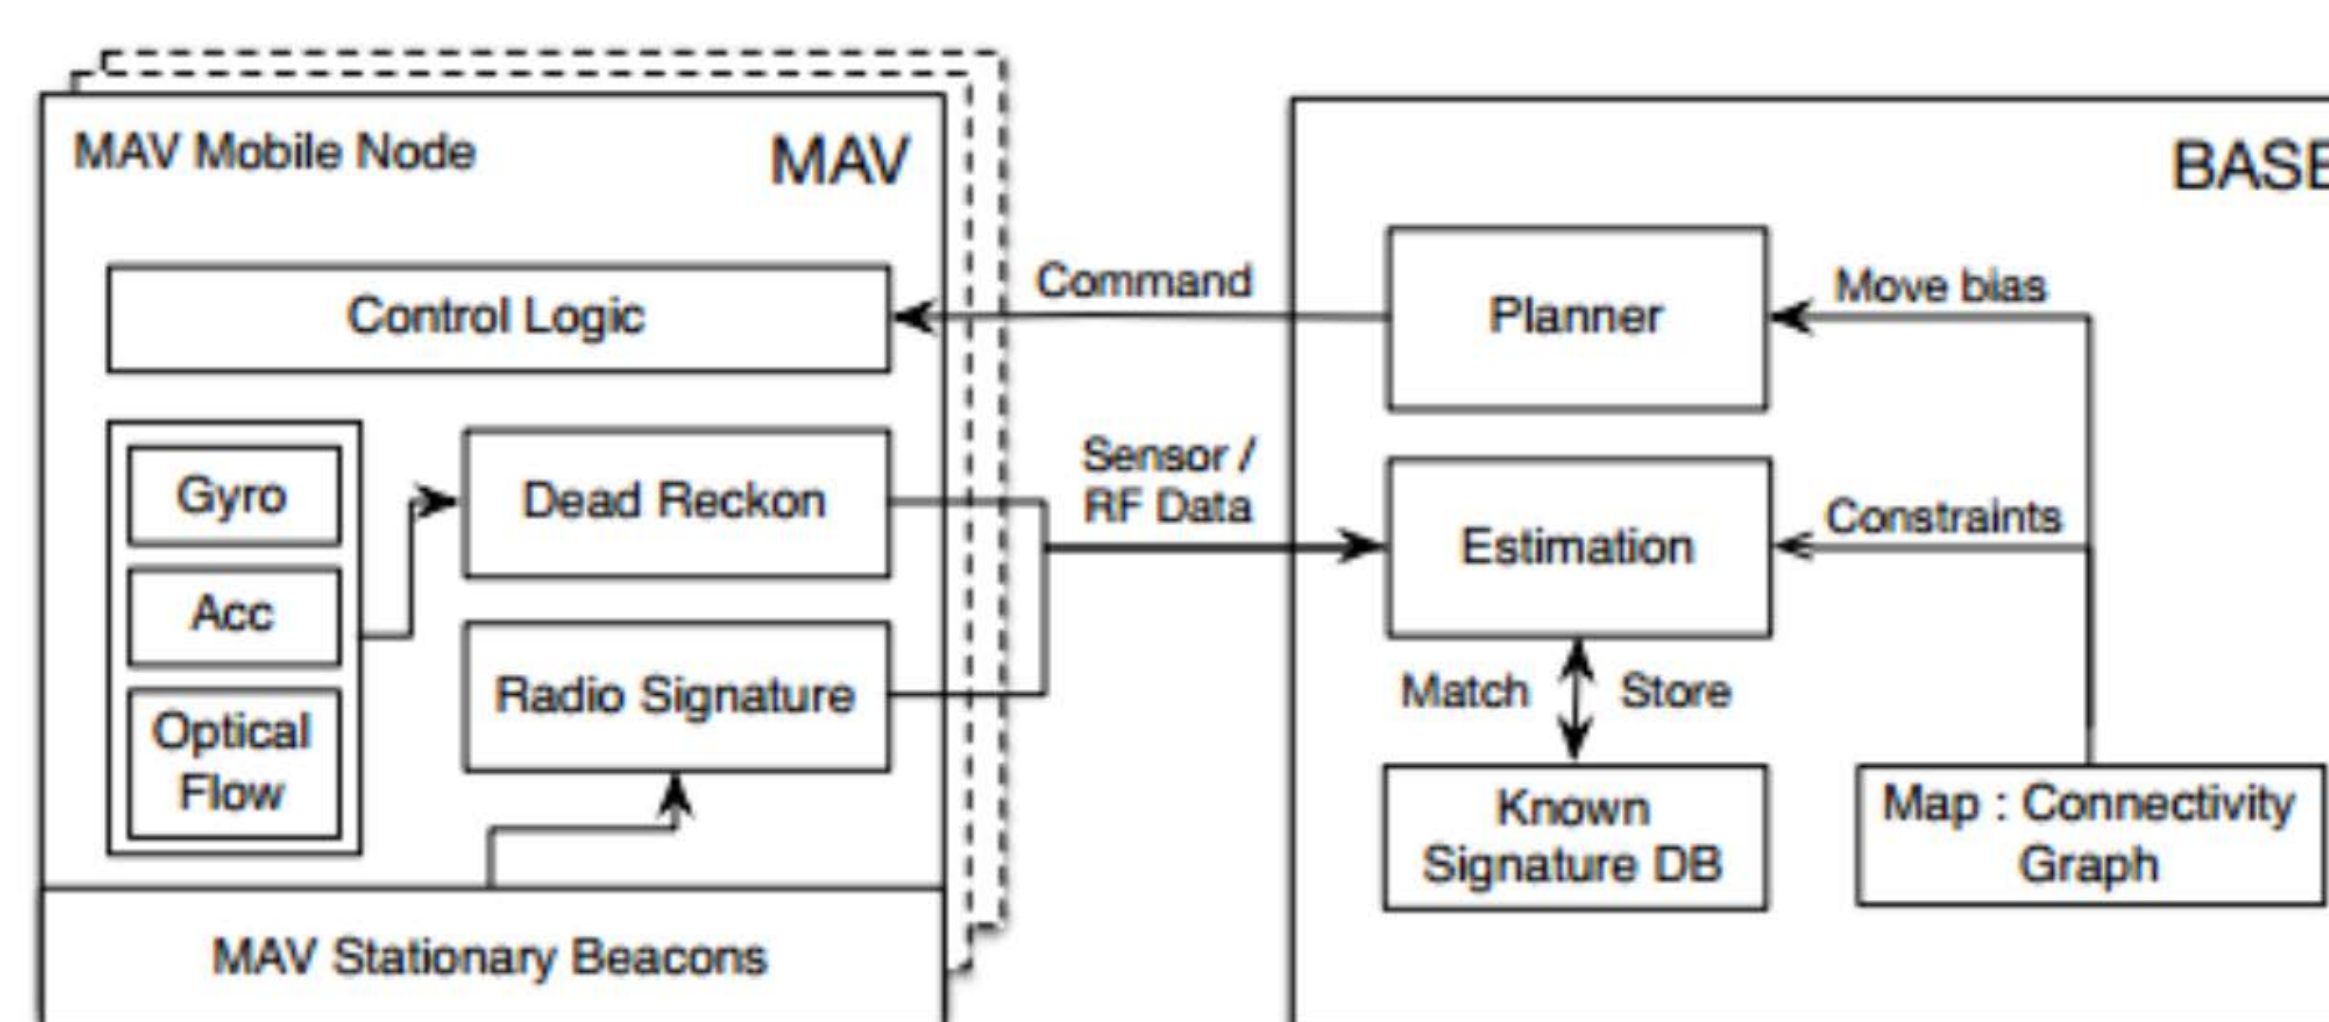 MAV Mobile Node
MAV
Control Logic
Gyro
Acc
Optical
Flow
Dead Reckon
Radio Signature
MAV Stationary Beacons
Command
Sensor /
RF Data
BASE
Planner
Move bias
Estimation
Constraints
Match
Store
Known
Signature DB
Map : Connectivity
Graph